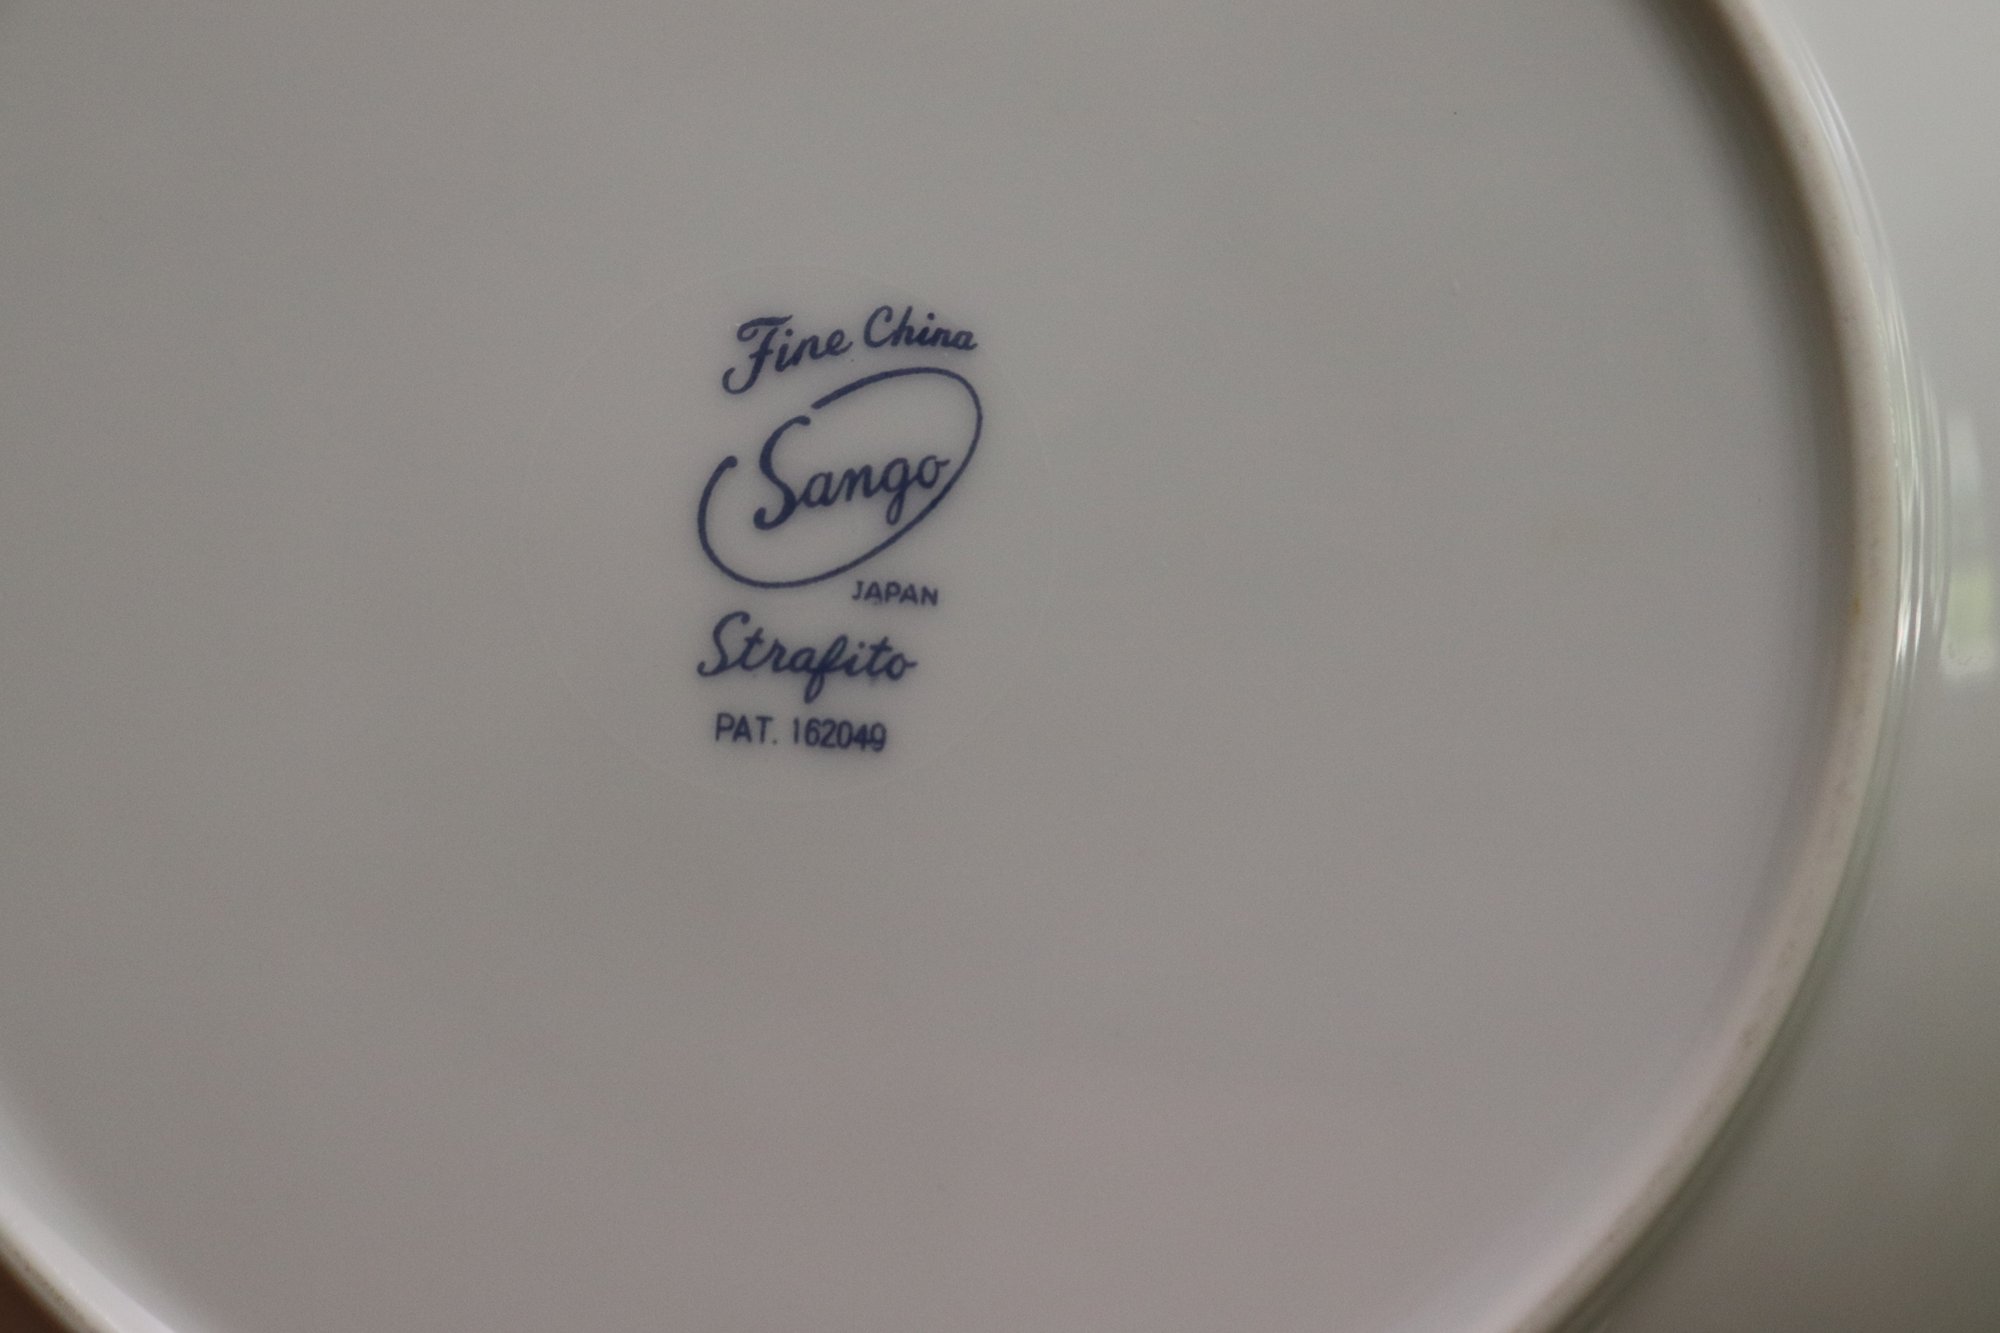 Fine China
Sango
JAPAN
Strafito
PAT. 162049